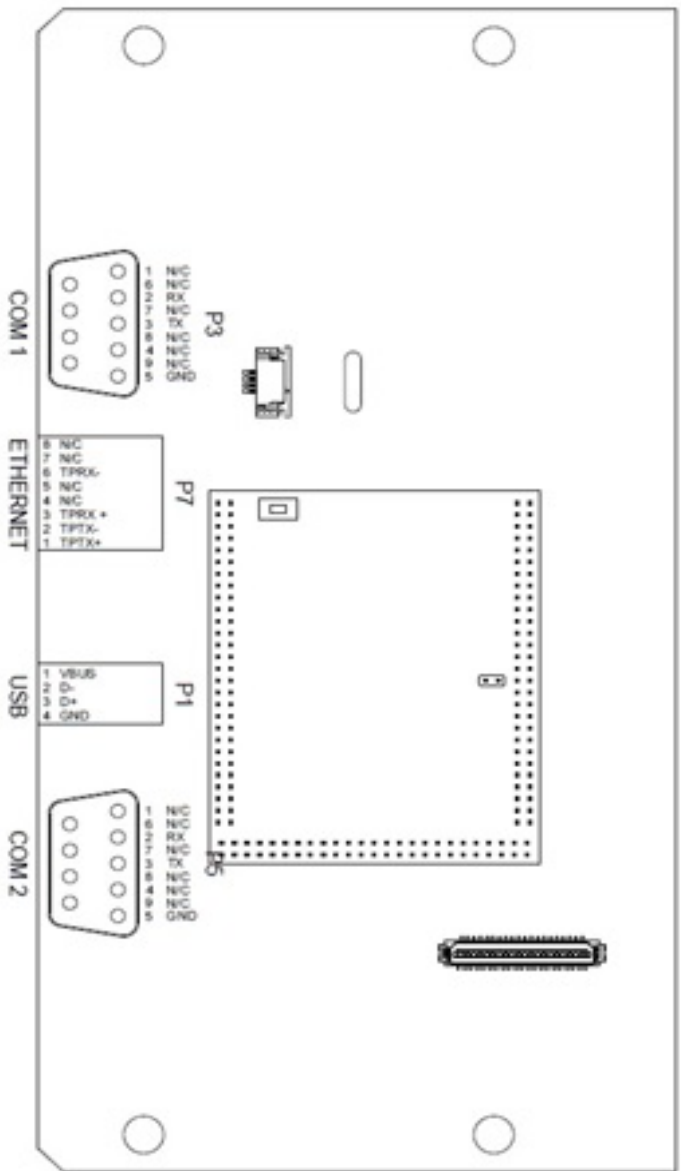 COM 1
P3
1 N/C
6 N/C
2 RX
7 N/C
3 TX
8 N/C
4 N/C
9 N/C
5 GND
ETHERNET
P7
8 N/C
7 N/C
6 TPRX-
5 N/C
4 N/C
3 TPRX +
2 TPTX-
1 TPTX+
USB
P1
1 VBUS
2 D-
3 D+
4 GND
COM 2
P5
1 N/C
6 N/C
2 RX
7 N/C
3 TX
8 N/C
4 N/C
9 N/C
5 GND